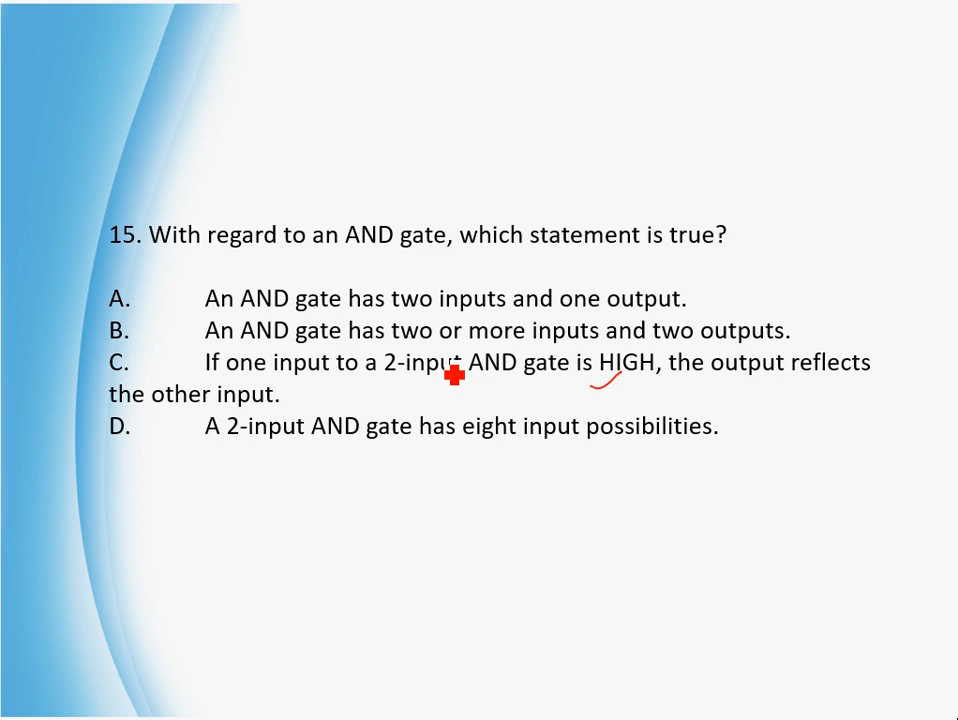 15. With regard to an AND gate, which statement is true?
A. An AND gate has two inputs and one output.
B. An AND gate has two or more inputs and two outputs.
C. If one input to a 2-input AND gate is HIGH, the output reflects
the other input.
D. A 2-input AND gate has eight input possibilities.